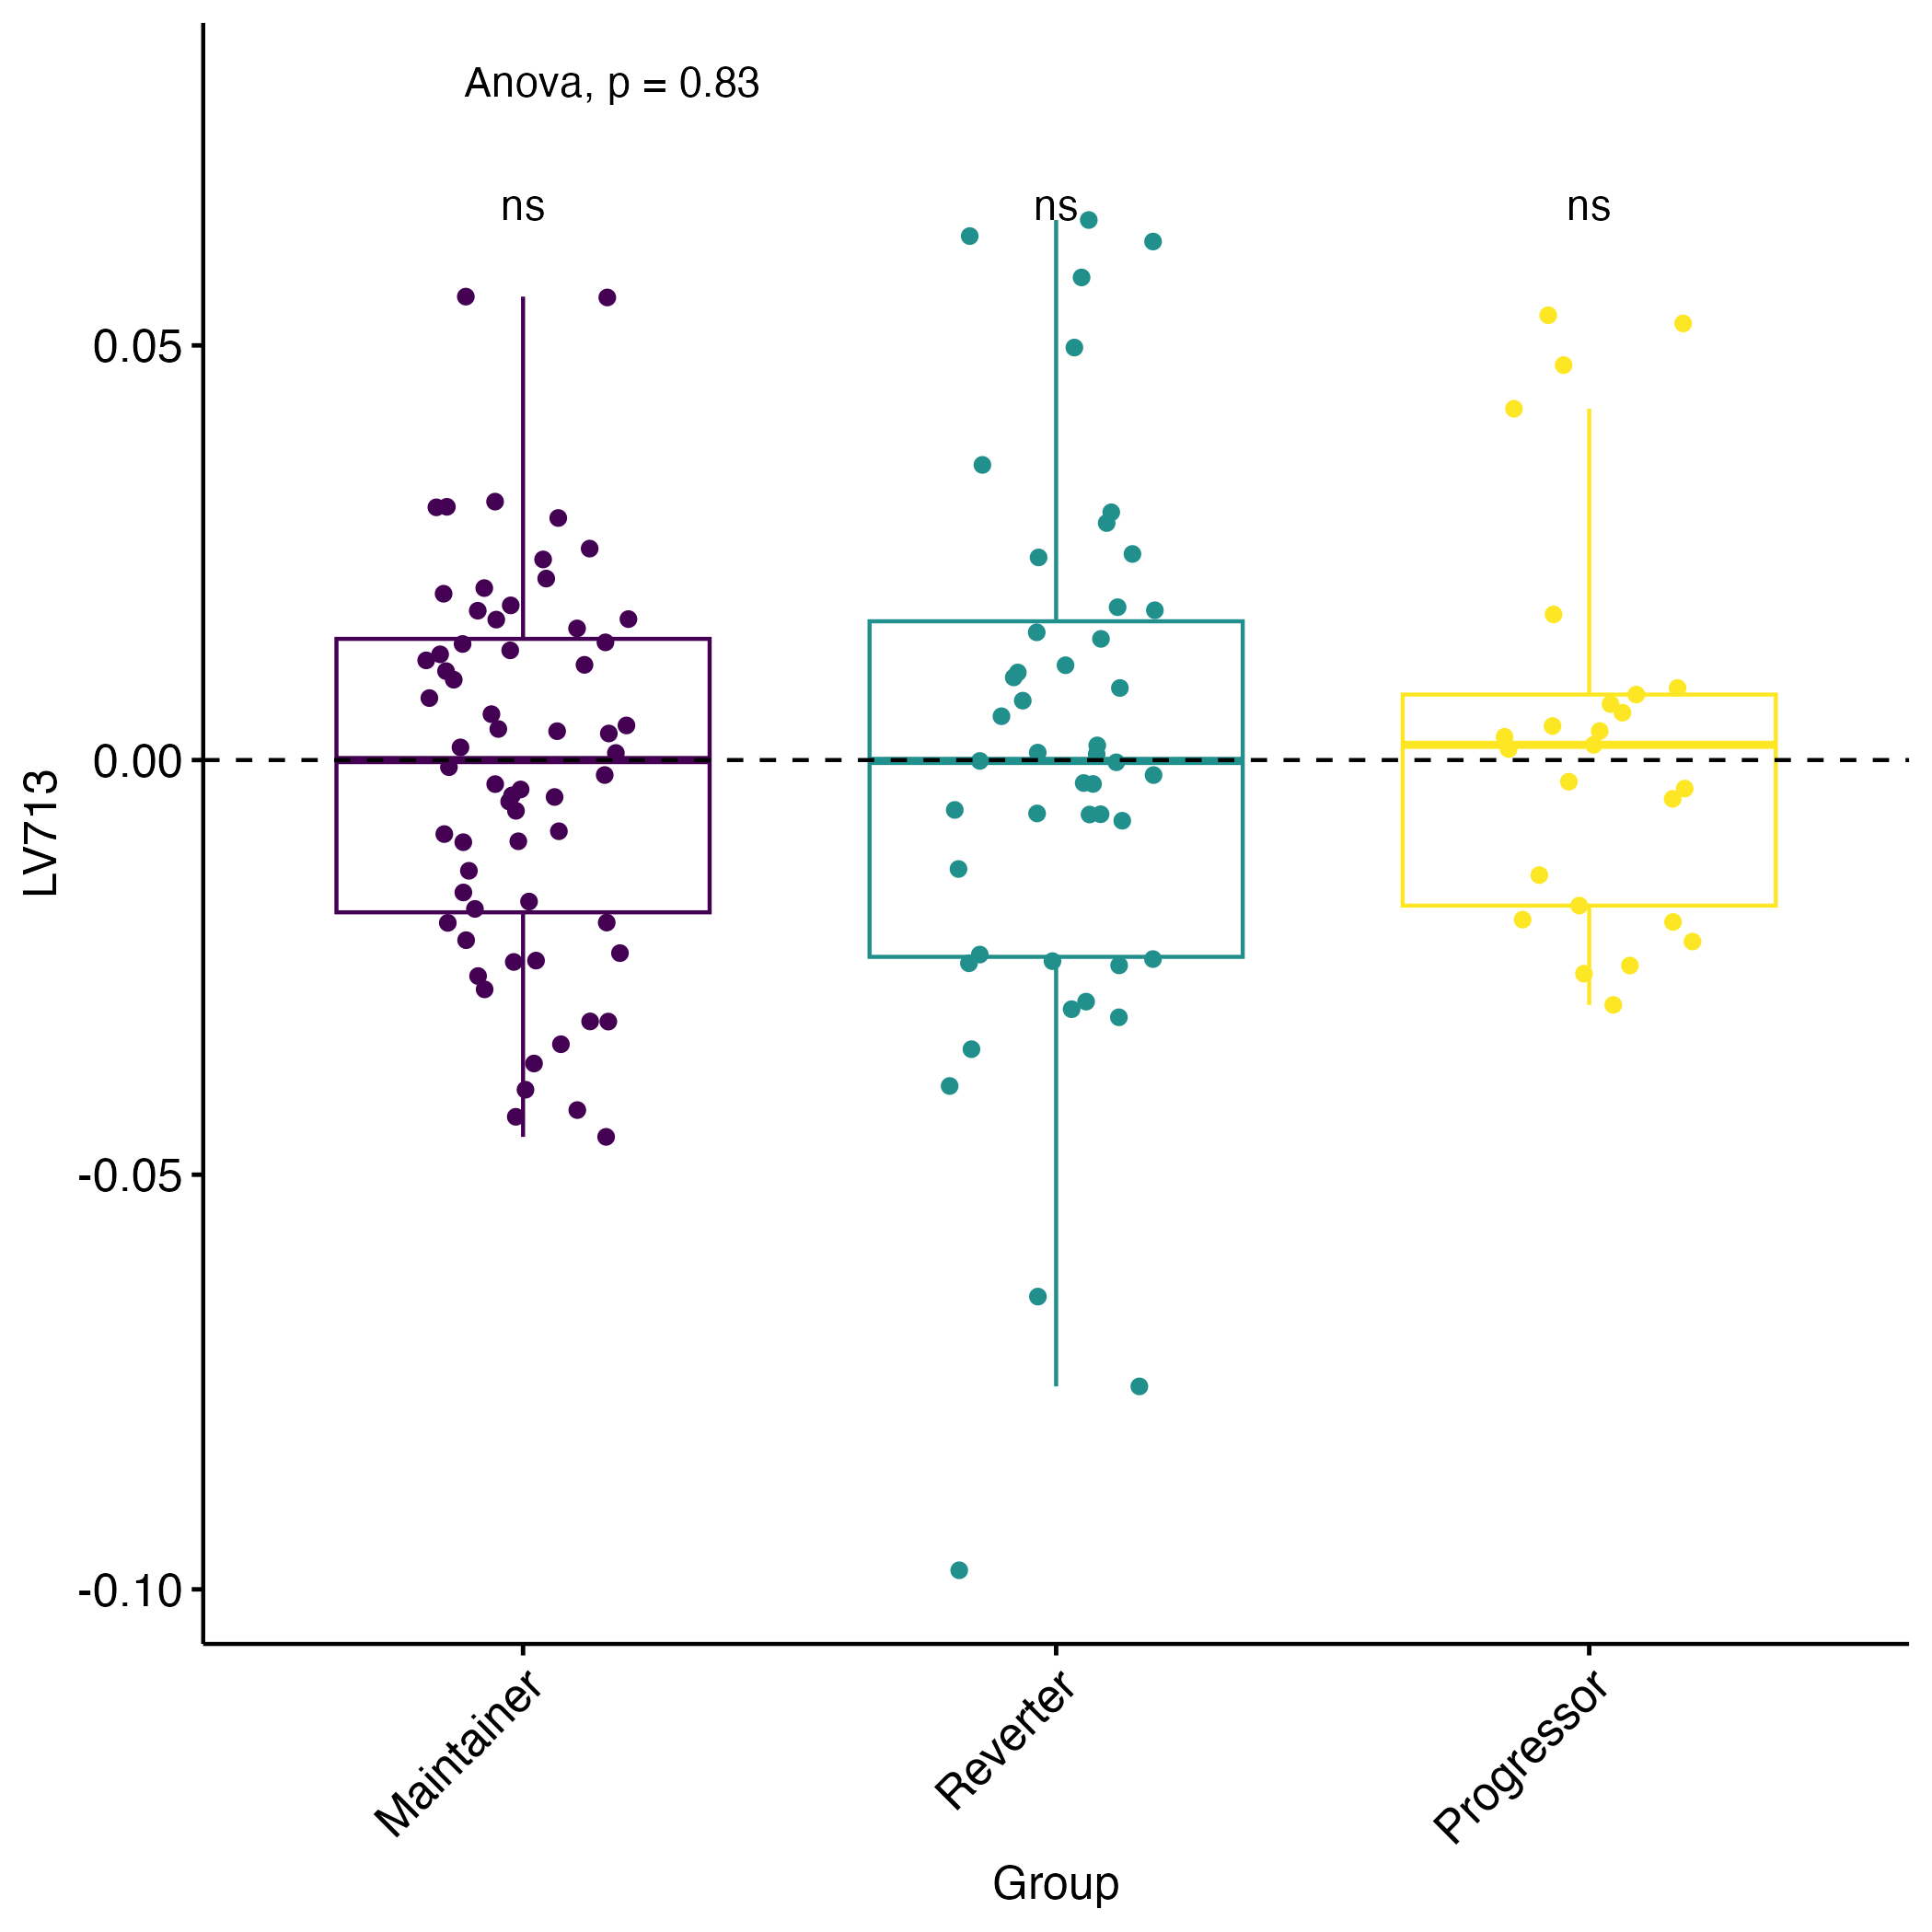 Anova, p = 0.83
ns
ns
ns
0.05
0.00
-0.05
-0.10
LV713
Maintainer
Reverter
Progressor
Group